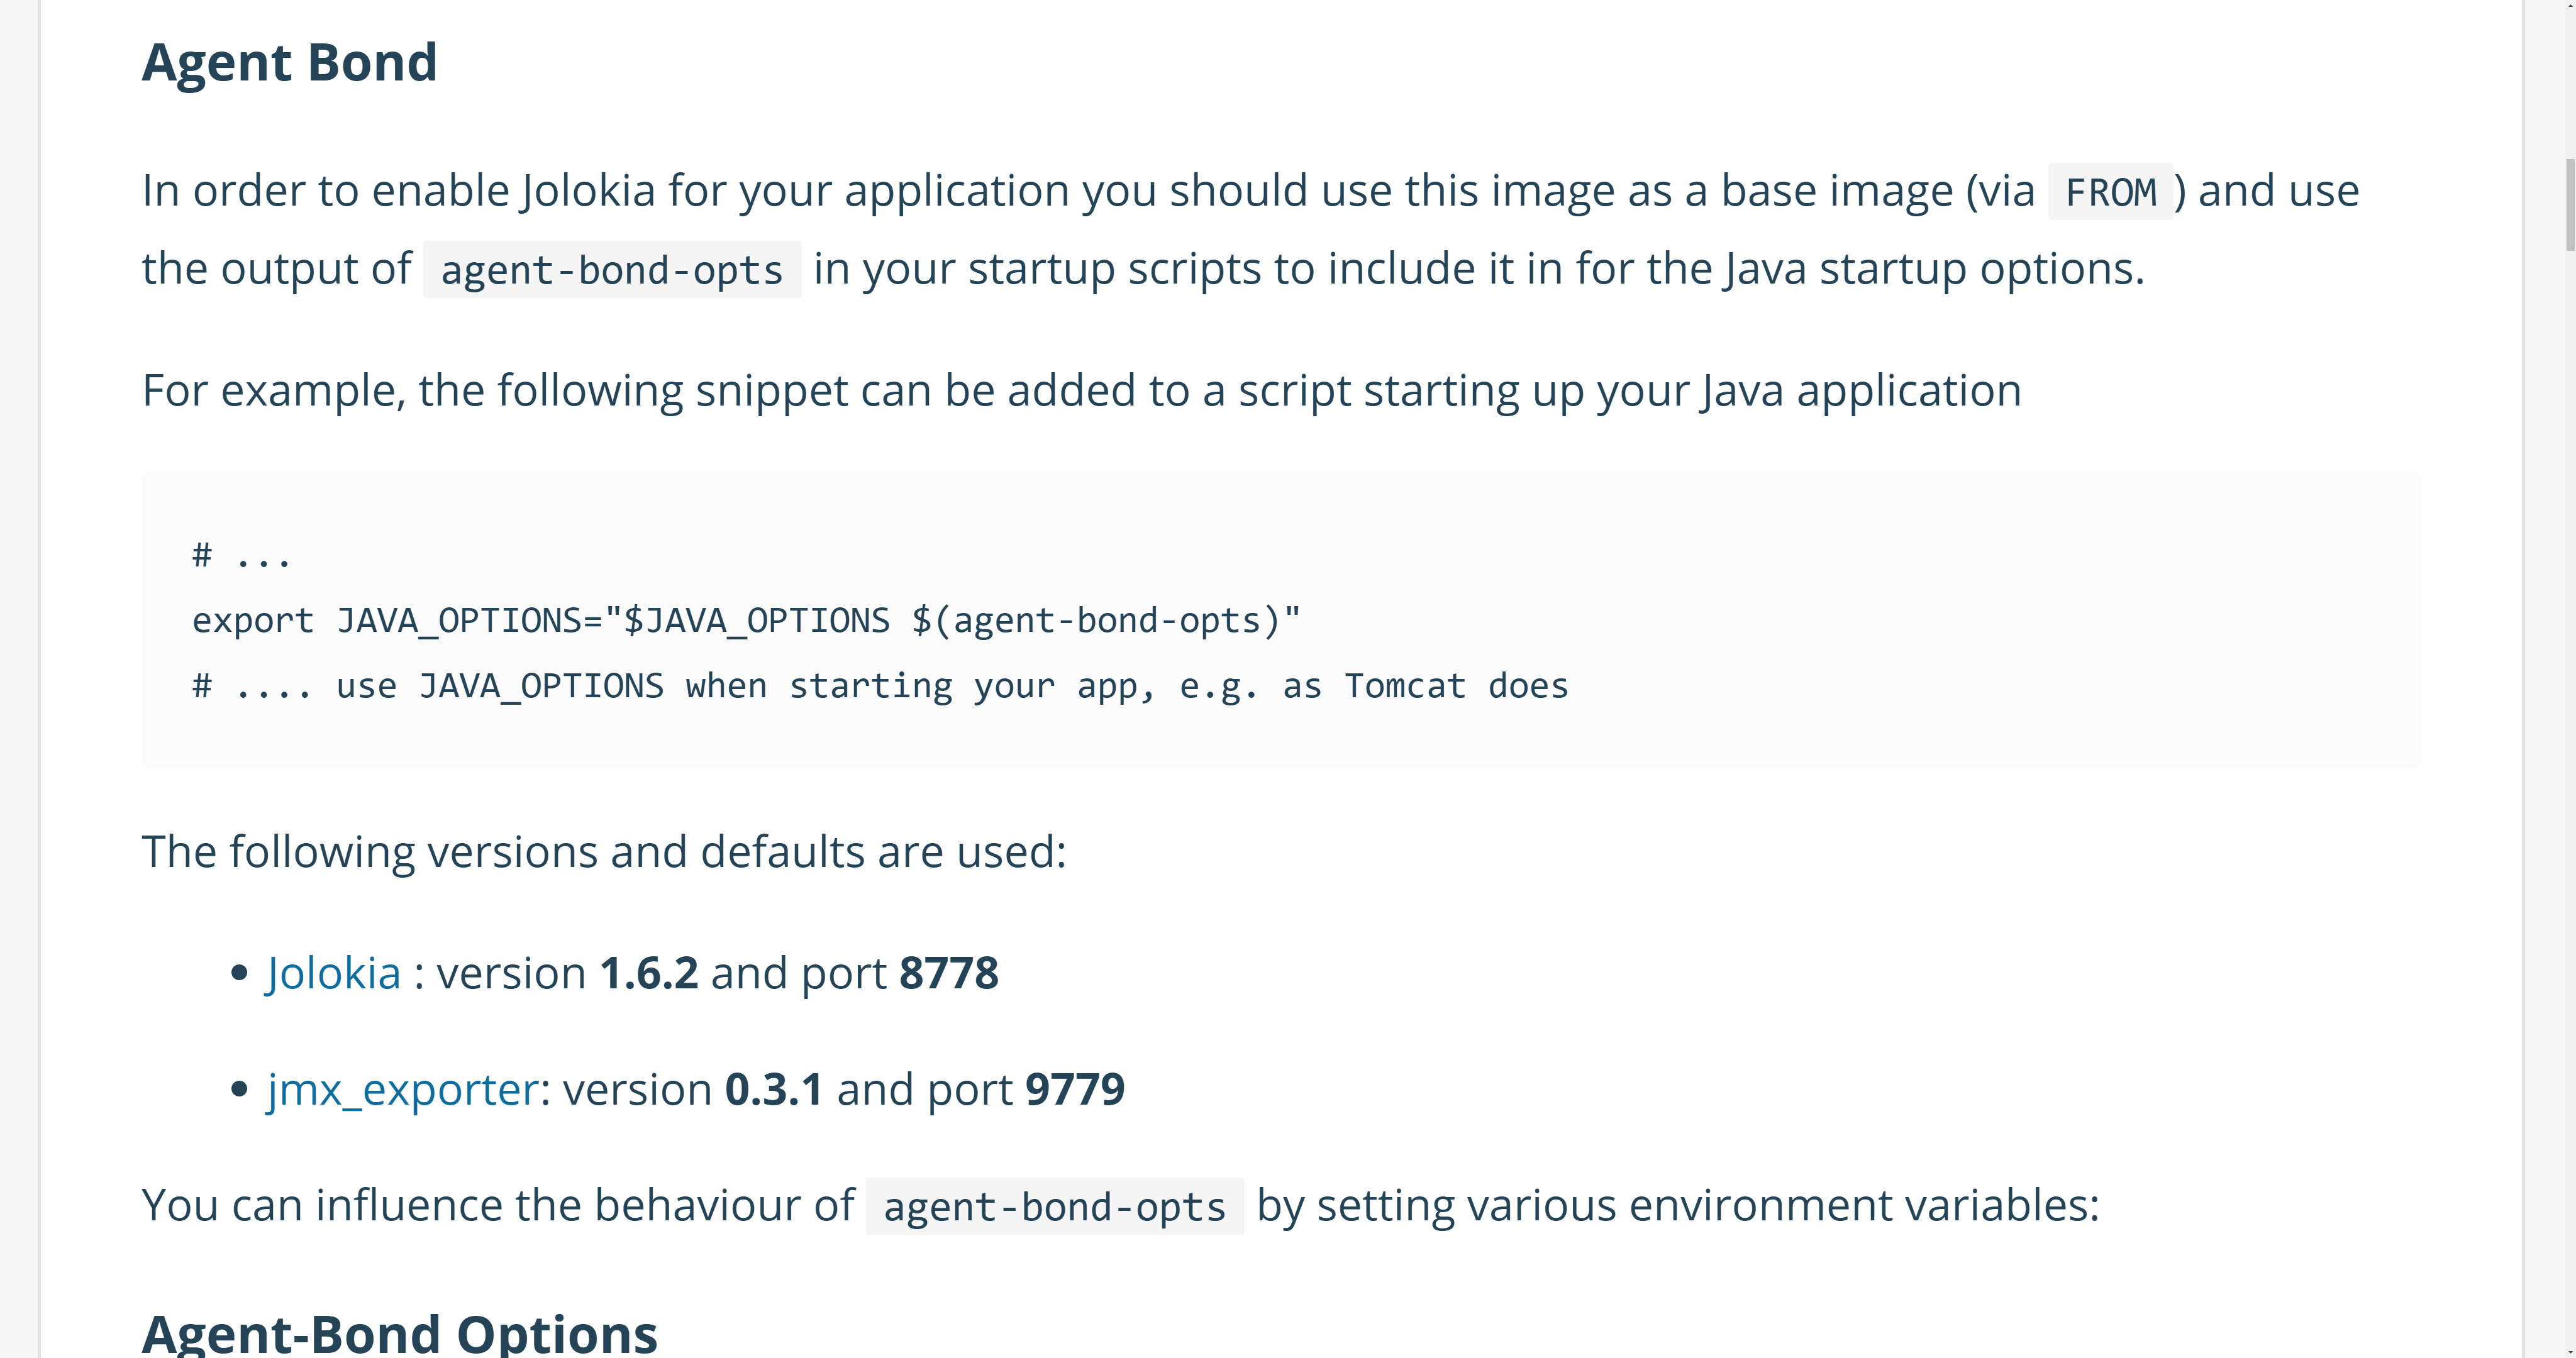 Agent Bond
In order to enable Jolokia for your application you should use this image as a base image (via FROM ) and use
the output of agent-bond-opts in your startup scripts to include it in for the Java startup options.
For example, the following snippet can be added to a script starting up your Java application
# ...
export JAVA_OPTIONS="$JAVA_OPTIONS $(agent-bond-opts)"
# .... use JAVA_OPTIONS when starting your app, e.g. as Tomcat does
The following versions and defaults are used:
• Jolokia : version 1.6.2 and port 8778
• jmx_exporter: version 0.3.1 and port 9779
You can influence the behaviour of agent-bond-opts by setting various environment variables:
Agent-Bond Options